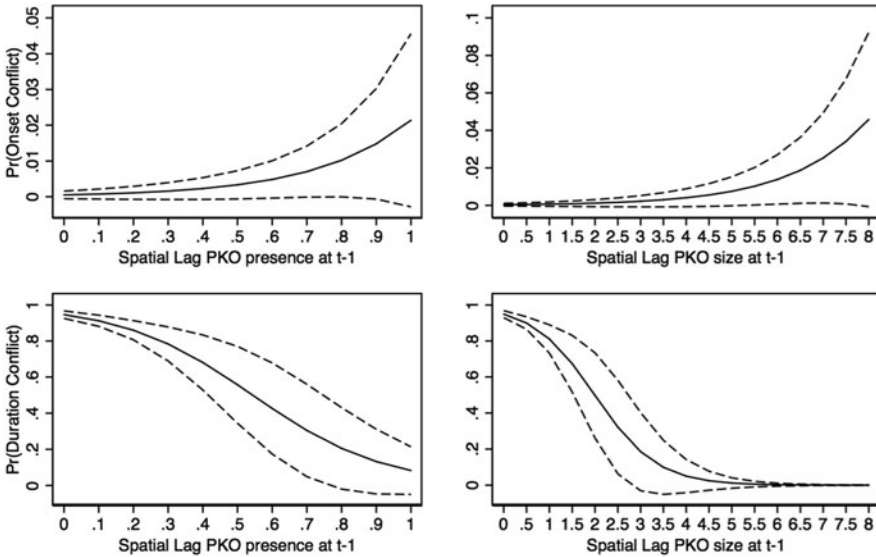 .05
.04
.03
.02
.01
0
Pr(Onset Conflict)
0 .1 .2 .3 .4 .5 .6 .7 .8 .9 1
Spatial Lag PKO presence at t-1
.1
.08
.06
.04
.02
0
0 .5 1 1.5 2 2.5 3 3.5 4 4.5 5 5.5 6 6.5 7 7.5 8
Spatial Lag PKO size at t-1
1
.8
.6
.4
.2
0
Pr(Duration Conflict)
0 .1 .2 .3 .4 .5 .6 .7 .8 .9 1
Spatial Lag PKO presence at t-1
1
.8
.6
.4
.2
0
0 .5 1 1.5 2 2.5 3 3.5 4 4.5 5 5.5 6 6.5 7 7.5 8
Spatial Lag PKO size at t-1